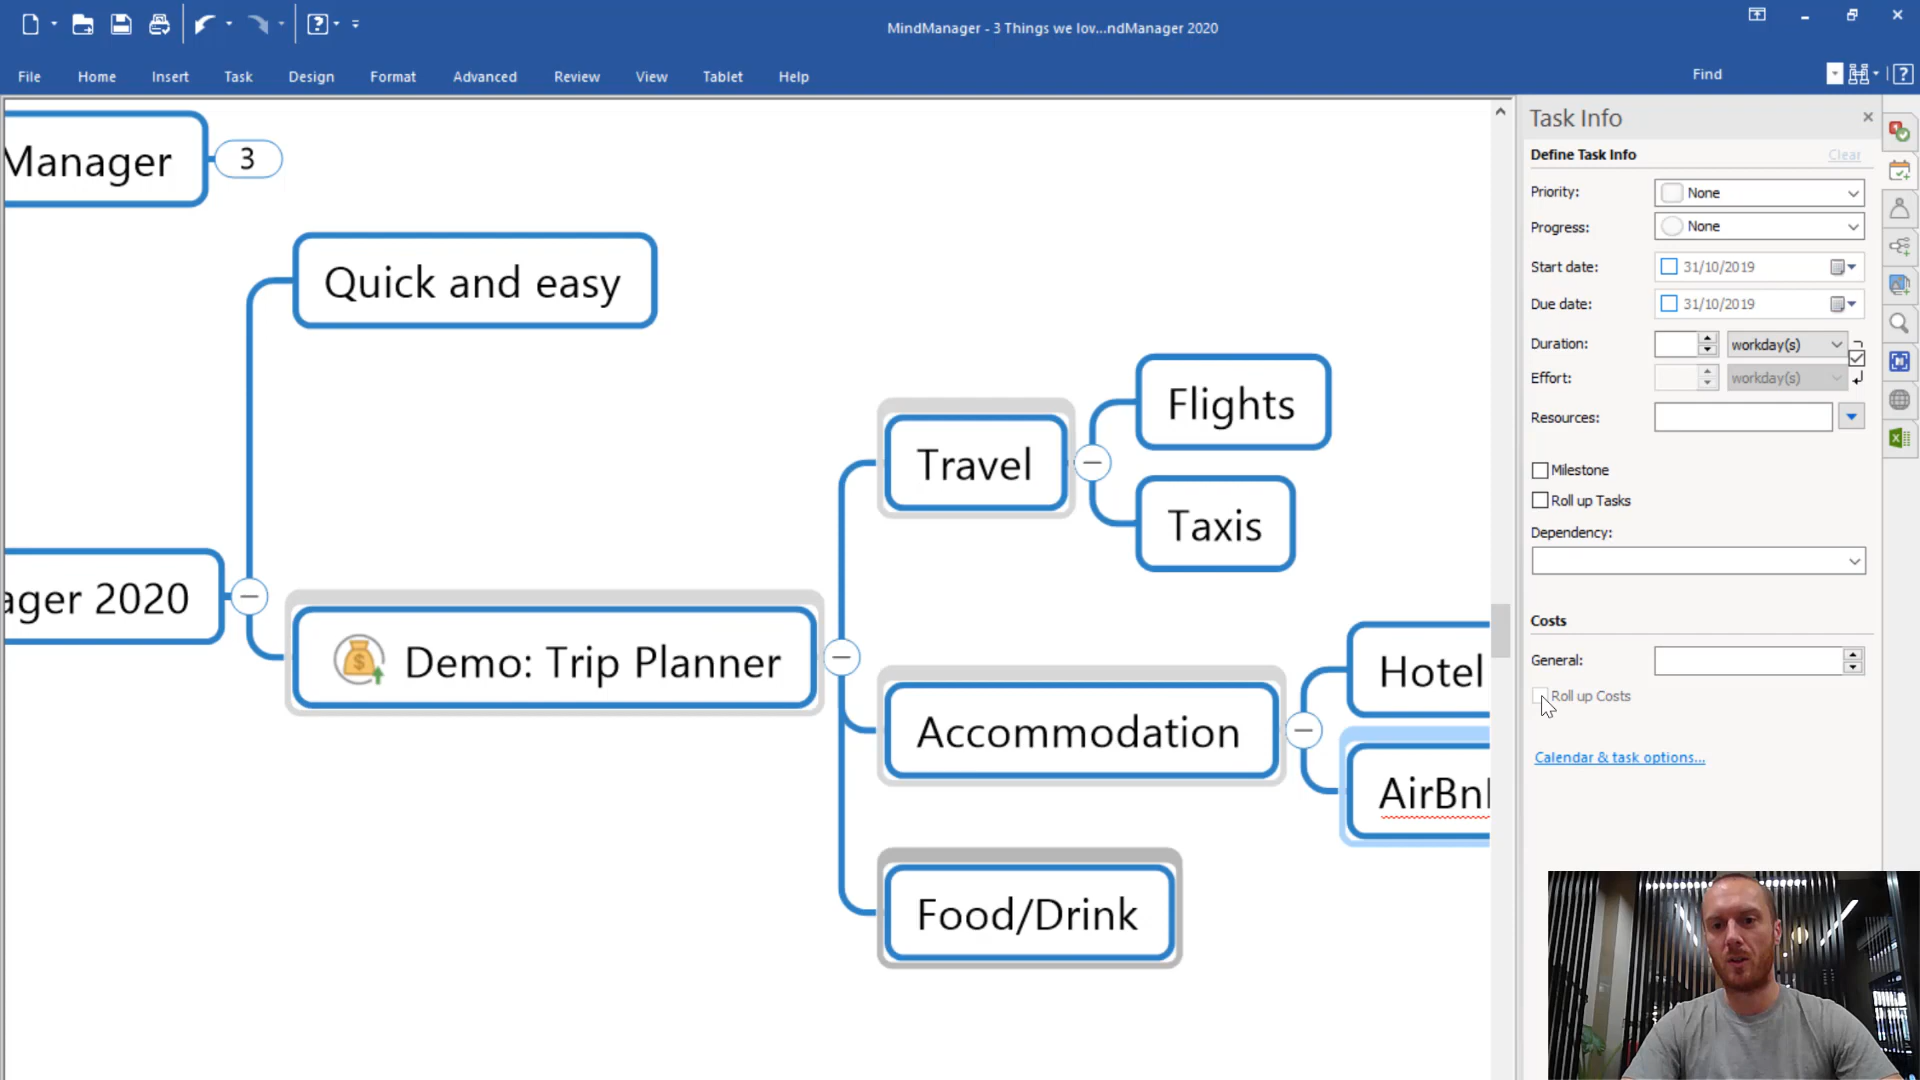 MindManager - 3 Things we lov...ndManager 2020
File Home Insert Task Design Format Advanced Review View Tablet Help Find
Manager 3
Quick and easy
Travel
Flights
Taxis
ager 2020
Demo: Trip Planner
Accommodation
Hotel
AirBn
Food/Drink
Task Info
Define Task Info Clear
Priority: None
Progress: None
Start date: 31/10/2019
Due date: 31/10/2019
Duration: workday(s)
Effort: workday(s)
Resources:
Milestone
Roll up Tasks
Dependency:
Costs
General:
Roll up Costs
Calendar & task options...